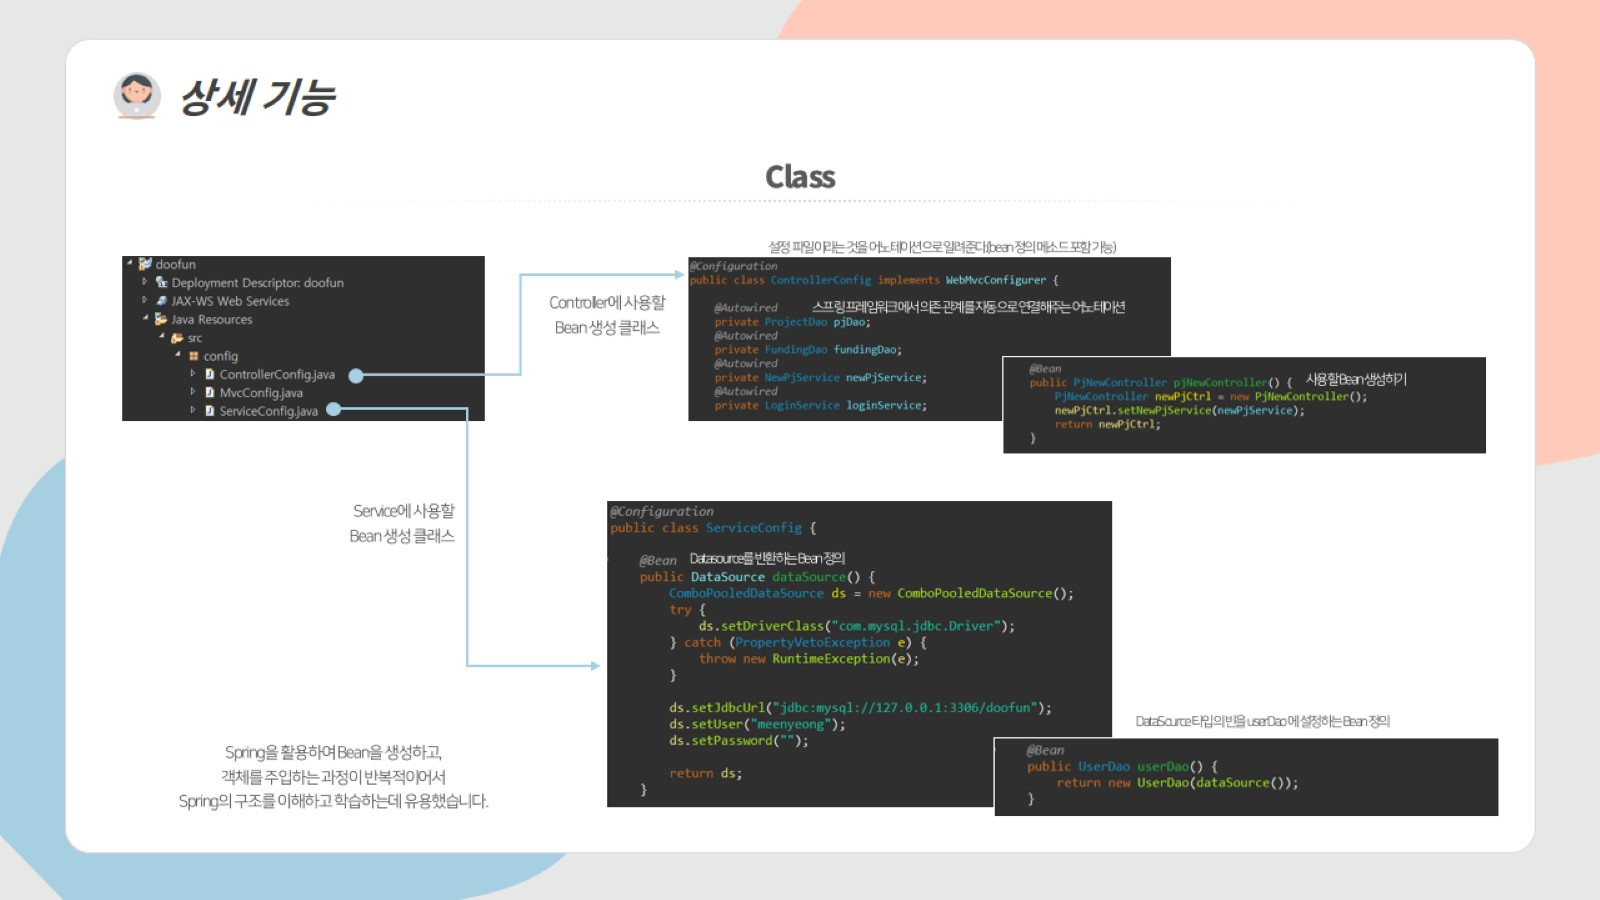 상세 기능
Class
doofun
Deployment Descriptor: doofun
JAX-WS Web Services
Java Resources
src
config
ControllerConfig.java
MvcConfig.java
ServiceConfig.java
Controller에 사용할
Bean 생성 클래스
설정 파일이라는 것을 어노테이션으로 알려준다.(bean 정의 메소드 포함 가능)
@Configuration
public class ControllerConfig implements WebMvcConfigurer {
@Autowired 스프링 프레임워크에서 의존 관계를 자동으로 연결해주는 어노테이션
private ProjectDao pjDao;
@Autowired
private FundingDao fundingDao;
@Autowired
private NewPjService newPjService;
@Autowired
private LoginService loginService;
@Bean
public PjNewController pjNewController() { 사용할 Bean 생성하기
PjNewController newPjCtrl = new PjNewController();
newPjCtrl.setNewPjService(newPjService);
return newPjCtrl;
}
Service에 사용할
Bean 생성 클래스
@Configuration
public class ServiceConfig {
@Bean Datasource를 반환하는 Bean 정의
public DataSource dataSource() {
ComboPooledDataSource ds = new ComboPooledDataSource();
try {
ds.setDriverClass("com.mysql.jdbc.Driver");
} catch (PropertyVetoException e) {
throw new RuntimeException(e);
}
ds.setJdbcUrl("jdbc:mysql://127.0.0.1:3306/doofun");
ds.setUser("meenyeong");
ds.setPassword("");
return ds;
}
DataSource 타입의 빈을 userDao 에 설정하는 Bean 정의
@Bean
public UserDao userDao() {
return new UserDao(dataSource());
}
Spring을 활용하여 Bean을 생성하고,
객체를 주입하는 과정이 반복적이어서
Spring의 구조를 이해하고 학습하는데 유용했습니다.